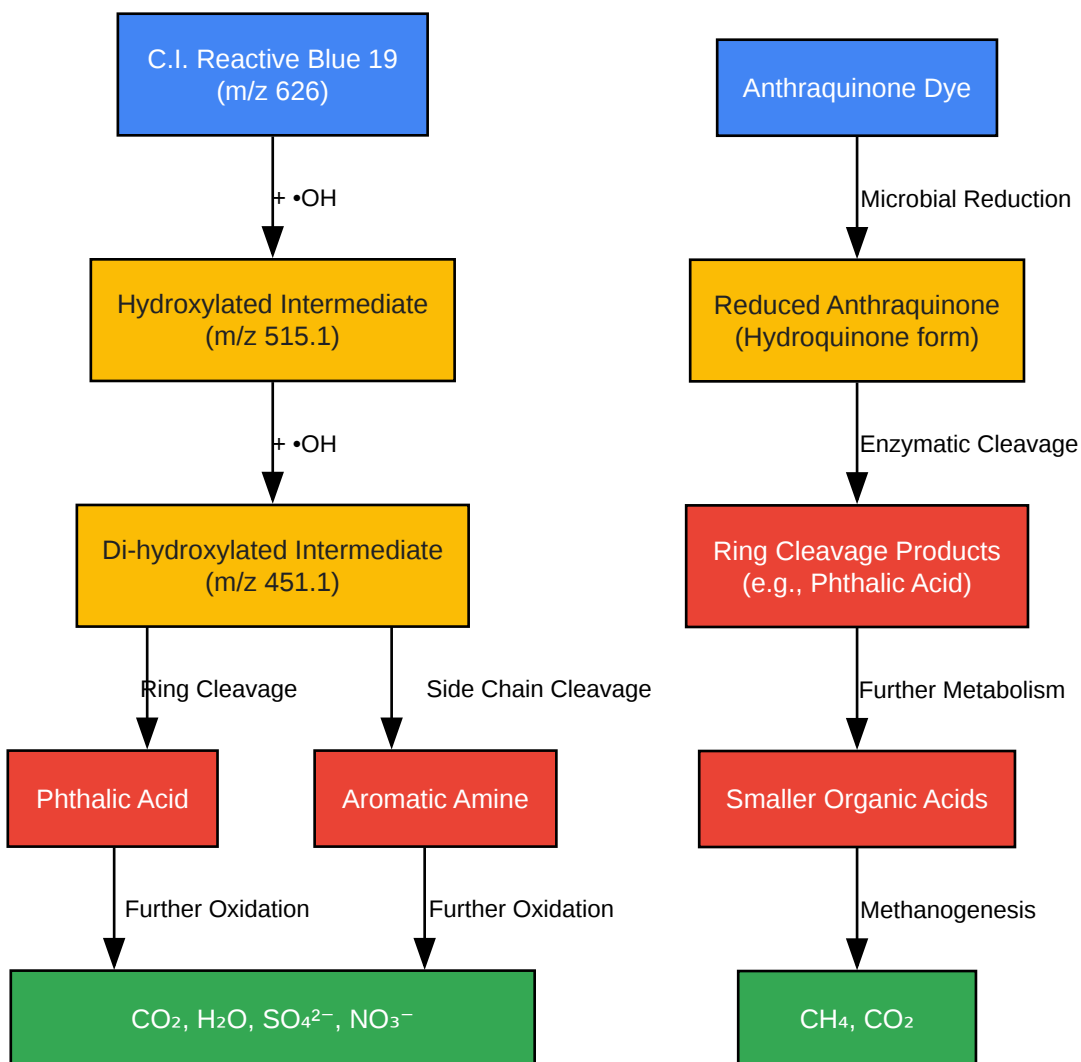 C.I. Reactive Blue 19
(m/z 626)
+ •OH
Hydroxylated Intermediate
(m/z 515.1)
+ •OH
Di-hydroxylated Intermediate
(m/z 451.1)
Ring Cleavage
Side Chain Cleavage
Phthalic Acid
Aromatic Amine
Further Oxidation
Further Oxidation
CO₂, H₂O, SO₄²⁻, NO₃⁻
Anthraquinone Dye
Microbial Reduction
Reduced Anthraquinone
(Hydroquinone form)
Enzymatic Cleavage
Ring Cleavage Products
(e.g., Phthalic Acid)
Further Metabolism
Smaller Organic Acids
Methanogenesis
CH₄, CO₂